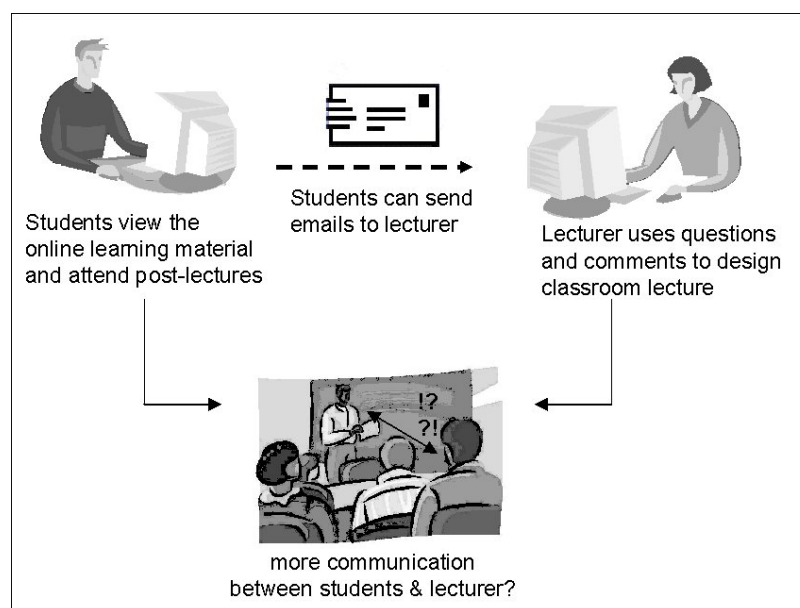 Students can send
emails to lecturer
Students view the
online learning material
and attend post-lectures
Lecturer uses questions
and comments to design
classroom lecture
!?
?!
more communication
between students & lecturer?